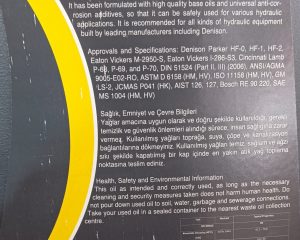 It has been formulated with high quality base oils and universal anti-cor-
rosion additives, so that it can be safely used for various hydraulic
applications. It is recommended for all kinds of hydraulic equipment
built by leading manufacturers including Denison.
Approvals and Specifications: Denison Parker HF-0, HF-1, HF-2,
Eaton Vickers M-2950-S, Eaton Vickers I-286-S3, Cincinnati Lamb
P-68, P-69, and P-70, DIN 51524 (Part II, III) (2006), ANSI/AGMA
9005-E02-RO, ASTM D 6158 (HM, HV), ISO 11158 (HM, HV), GM
LS-2, JCMAS P041 (HK), AIST 126, 127, Bosch RE 90 220, SAE
MS 1004 (HM, HV)
Sağlık, Emniyet ve Çevre Bilgileri
Yağlar amacına uygun olarak ve doğru şekilde kullanıldığı, gerekli
temizlik ve güvenlik önlemleri alındığı sürece, insan sağlığına zarar
vermez. Kullanılmış yağları toprağa, suya, çöpe ve kanalizasyon
bağlantılarına dökmeyiniz. Kullanılmış yağlarınızı temiz, sağlam ve ağzı
sıkı şekilde kapatılmış bir kap içinde en yakın atık yağ toplama
noktasına teslim ediniz.
Health, Safety and Environmental Information
This oil as intended and correctly used, as long as the necessary
cleaning and security measures taken does not harm human health. Do
not pour down used oil to soil, water, garbage and sewerage connections.
Take your used oil in a sealed container to the nearest waste oil collection
centre.